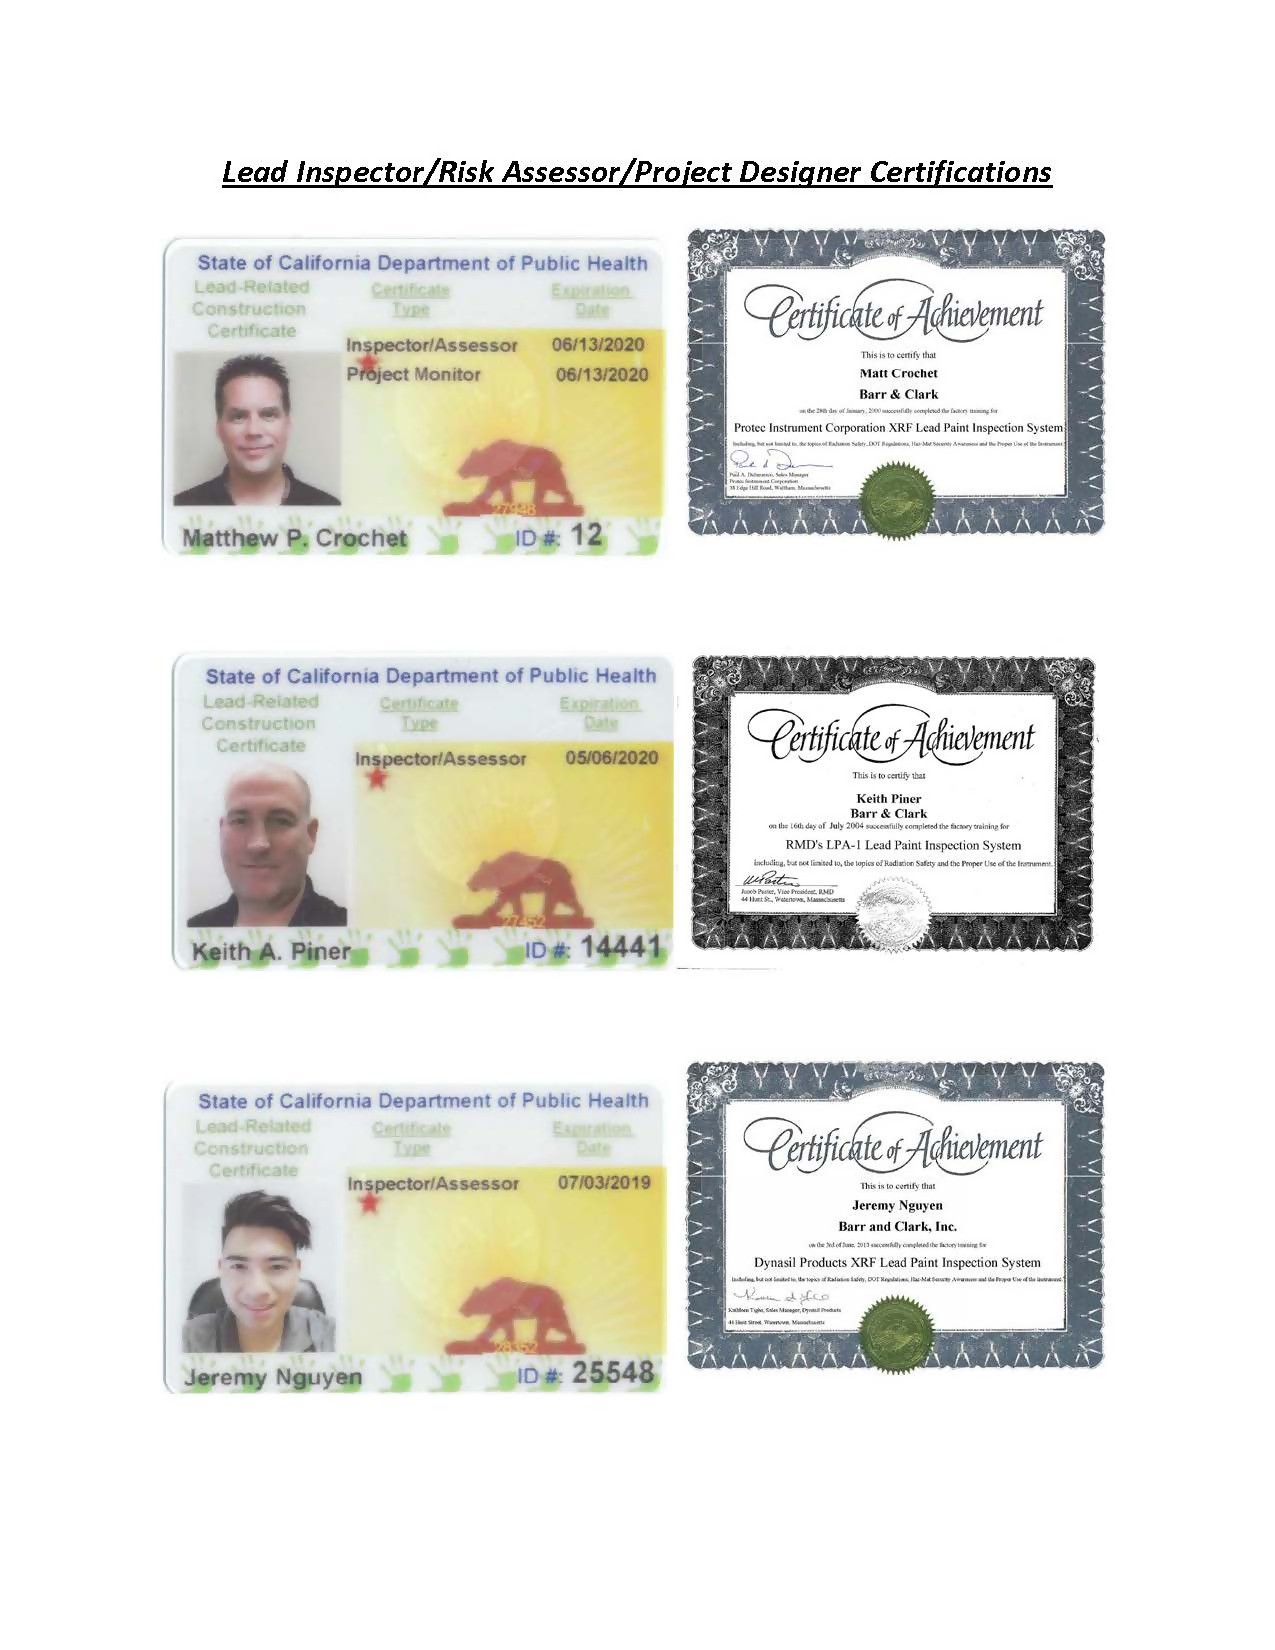 Lead Inspector/Risk Assessor/Project Designer Certifications
State of California Department of Public Health
Lead-Related
Construction
Certificate
Certificate
Type
Expiration
Date
Inspector/Assessor 06/13/2020
Project Monitor 06/13/2020
27948
Matthew P. Crochet ID #: 12
Certificate of Achievement
This is to certify that
Matt Crochet
Barr & Clark
on the 28th day of January, 2000 successfully completed the factory training for
Protec Instrument Corporation XRF Lead Paint Inspection System
Including, but not limited to, the topics of Radiation Safety, DOT Regulations, Haz-Mat Security Awareness and the Proper Use of the Instrument
Sales Manager
Protec Instrument Corporation
38 Edge Hill Road, Waltham, Massachusetts
State of California Department of Public Health
Lead-Related
Construction
Certificate
Certificate
Type
Expiration
Date
Inspector/Assessor 05/06/2020
27452
Keith A. Piner ID #: 14441
Certificate of Achievement
This is to certify that
Keith Piner
Barr & Clark
on the 16th day of July 2004 successfully completed the factory training for
RMD's LPA-1 Lead Paint Inspection System
including, but not limited to, the topics of Radiation Safety and the Proper Use of the Instrument.
Jacob Paster, Vice President, RMD
44 Hunt St., Watertown, Massachusetts
State of California Department of Public Health
Lead-Related
Construction
Certificate
Certificate
Type
Expiration
Date
Inspector/Assessor 07/03/2019
28352
Jeremy Nguyen ID #: 25548
Certificate of Achievement
This is to certify that
Jeremy Nguyen
Barr and Clark, Inc.
on the 3rd of June, 2013 successfully completed the factory training for
Dynasil Products XRF Lead Paint Inspection System
Including, but not limited to, the topics of Radiation Safety, DOT Regulations, Haz-Mat Security Awareness and the Proper Use of the Instrument.
Kathleen Tighe, Sales Manager, Dynasil Products
44 Hunt Street, Watertown, Massachusetts